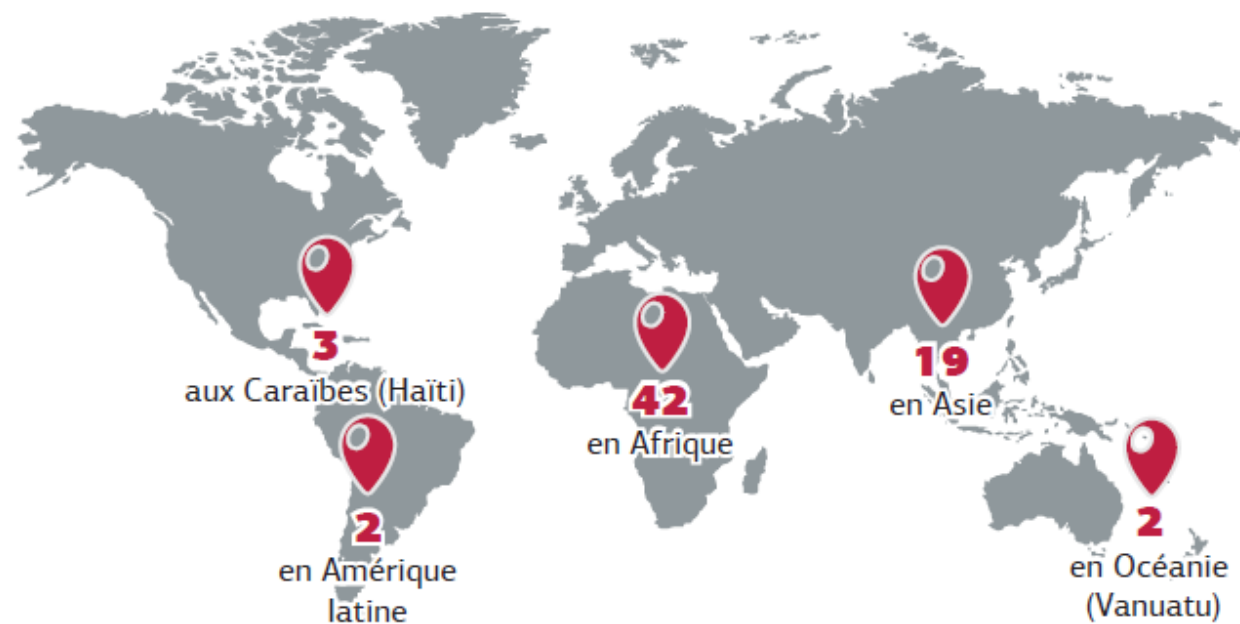 3
aux Caraïbes (Haïti)
2
en Amérique
latine
42
en Afrique
19
en Asie
2
en Océanie
(Vanuatu)